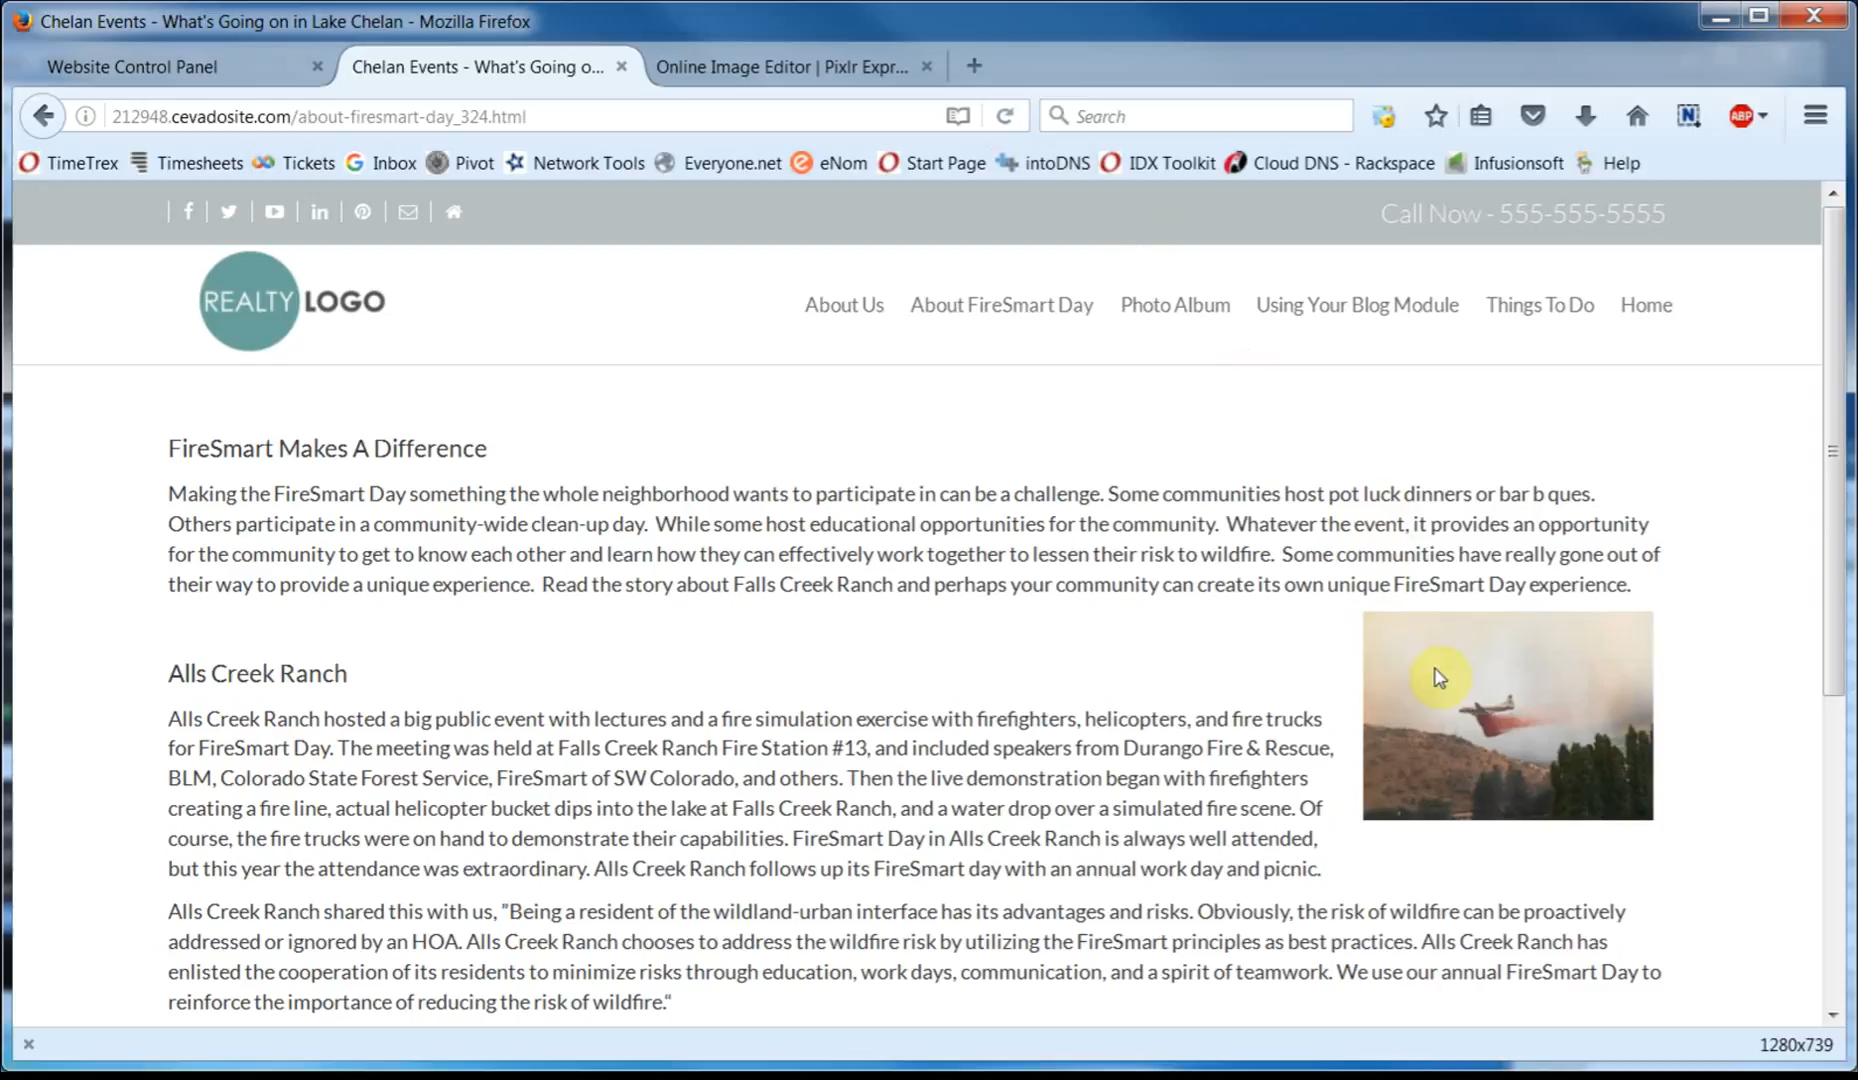 Chelan Events - What's Going on in Lake Chelan - Mozilla Firefox
Website Control Panel
Chelan Events - What's Going o...
Online Image Editor | Pixlr Expr...
212948.cevadosite.com/about-firesmart-day_324.html
Search
ABP
TimeTrex Timesheets Tickets Inbox Pivot Network Tools Everyone.net eNom Start Page intoDNS IDX Toolkit Cloud DNS - Rackspace Infusionsoft Help
Call Now - 555-555-5555
REALTY LOGO
About Us About FireSmart Day Photo Album Using Your Blog Module Things To Do Home
FireSmart Makes A Difference
Making the FireSmart Day something the whole neighborhood wants to participate in can be a challenge. Some communities host pot luck dinners or bar b ques.
Others participate in a community-wide clean-up day. While some host educational opportunities for the community. Whatever the event, it provides an opportunity
for the community to get to know each other and learn how they can effectively work together to lessen their risk to wildfire. Some communities have really gone out of
their way to provide a unique experience. Read the story about Falls Creek Ranch and perhaps your community can create its own unique FireSmart Day experience.
Alls Creek Ranch
Alls Creek Ranch hosted a big public event with lectures and a fire simulation exercise with firefighters, helicopters, and fire trucks
for FireSmart Day. The meeting was held at Falls Creek Ranch Fire Station #13, and included speakers from Durango Fire & Rescue,
BLM, Colorado State Forest Service, FireSmart of SW Colorado, and others. Then the live demonstration began with firefighters
creating a fire line, actual helicopter bucket dips into the lake at Falls Creek Ranch, and a water drop over a simulated fire scene. Of
course, the fire trucks were on hand to demonstrate their capabilities. FireSmart Day in Alls Creek Ranch is always well attended,
but this year the attendance was extraordinary. Alls Creek Ranch follows up its FireSmart day with an annual work day and picnic.
Alls Creek Ranch shared this with us, "Being a resident of the wildland-urban interface has its advantages and risks. Obviously, the risk of wildfire can be proactively
addressed or ignored by an HOA. Alls Creek Ranch chooses to address the wildfire risk by utilizing the FireSmart principles as best practices. Alls Creek Ranch has
enlisted the cooperation of its residents to minimize risks through education, work days, communication, and a spirit of teamwork. We use our annual FireSmart Day to
reinforce the importance of reducing the risk of wildfire."
1280x739